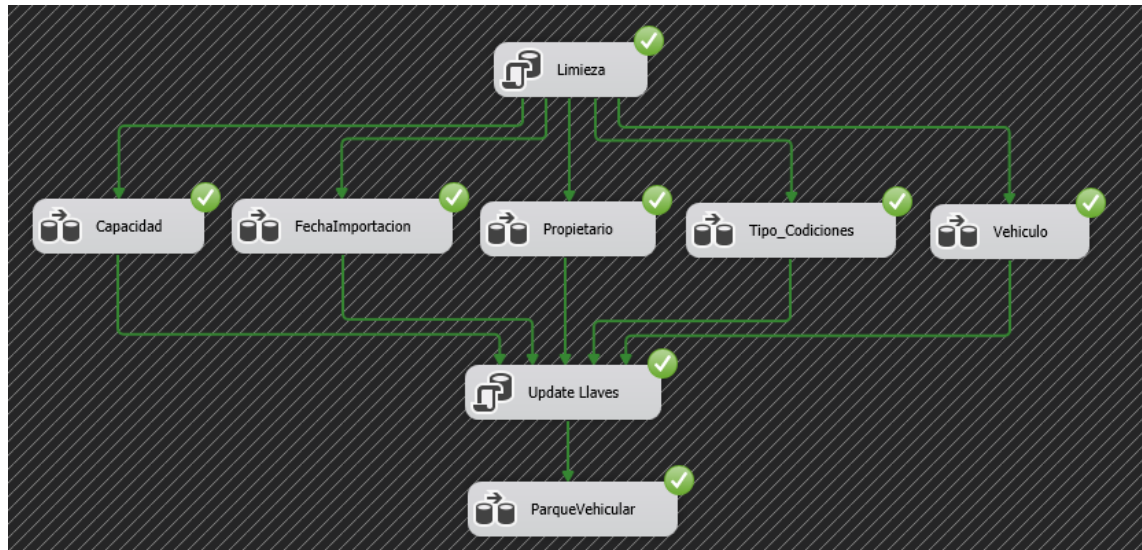 Limieza
Capacidad
FechaImportacion
Propietario
Tipo_Codiciones
Vehiculo
Update Llaves
ParqueVehicular